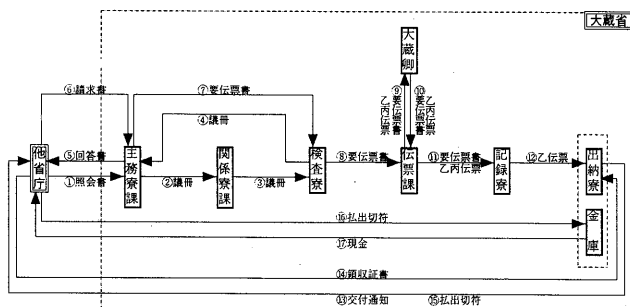 大蔵省
大蔵卿
⑥請求書
⑦要伝票書
④議冊
⑨要伝票書
乙丙伝票
⑩要伝票書
乙丙伝票
他省庁
⑤回答書
①照会書
主務寮課
②議冊
関係寮課
③議冊
検査寮
⑧要伝票書
伝票課
⑪要伝票書
乙丙伝票
記録寮
⑫乙伝票
出納寮
金庫
⑯払出切符
⑰現金
⑭領収証書
⑬交付通知
⑮払出切符